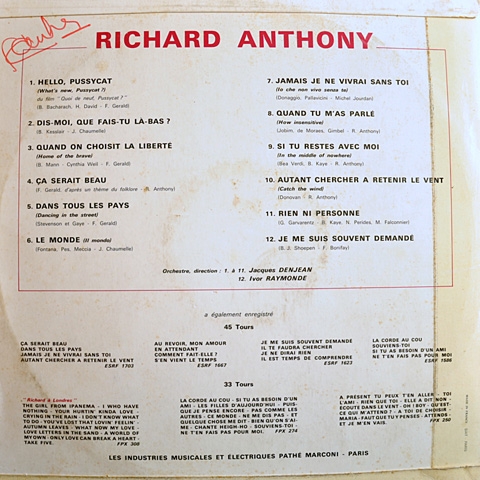 RICHARD ANTHONY
1. HELLO, PUSSYCAT
(What's new, Pussycat ?)
du film "Quoi de neuf, Pussycat ?"
(B. Bacharach, H. David - F. Gerald)
2. DIS-MOI, QUE FAIS-TU LÀ-BAS ?
(B. Kesslair - J. Chaumelle)
3. QUAND ON CHOISIT LA LIBERTÉ
(Home of the brave)
(B. Mann - Cynthia Weil - F. Gerald)
4. ÇA SERAIT BEAU
(F. Gerald, d'après un thème du folklore - R. Anthony)
5. DANS TOUS LES PAYS
(Dancing in the street)
(Stevenson et Gaye - F. Gerald)
6. LE MONDE (Il mondo)
(Fontana, Pes, Meccia - J. Chaumelle)
7. JAMAIS JE NE VIVRAI SANS TOI
(Io che non vivo senza te)
(Donaggio, Pallavicini - Michel Jourdan)
8. QUAND TU M'AS PARLÉ
(How insensitive)
(Jobim, de Moraes, Gimbel - R. Anthony)
9. SI TU RESTES AVEC MOI
(In the middle of nowhere)
(Bea Verdi, B. Kaye - R. Anthony)
10. AUTANT CHERCHER A RETENIR LE VENT
(Catch the wind)
(Donovan - R. Anthony)
11. RIEN NI PERSONNE
(G. Garvarentz - B. Kaye, N. Perides, M. Falconnier)
12. JE ME SUIS SOUVENT DEMANDÉ
(B. J. Shoepen - F. Bonifay)
Orchestre, direction : 1. à 11. Jacques DENJEAN
12. Ivor RAYMONDE
a également enregistré
45 Tours
ÇA SERAIT BEAU
DANS TOUS LES PAYS
JAMAIS JE NE VIVRAI SANS TOI
AUTANT CHERCHER A RETENIR LE VENT
ESRF 1703
AU REVOIR, MON AMOUR
EN ATTENDANT
COMMENT FAIT-ELLE ?
S'EN VIENT LE TEMPS
ESRF 1667
JE ME SUIS SOUVENT DEMANDÉ
IL TE FAUDRA CHERCHER
JE NE DIRAI RIEN
IL EST TEMPS DE COMPRENDRE
ESRF 1623
LA CORDE AU COU
SOUVIENS-TOI
SI TU AS BESOIN D'UN AMI
NE T'EN FAIS PAS POUR MOI
ESRF 1586
33 Tours
"Richard à Londres"
THE GIRL FROM IPANEMA - I WHO HAVE
NOTHING - YOUR HURTIN' KINDA LOVE -
CRYING IN THE RAIN - I DON'T KNOW WHAT
TO DO - YOU'VE LOST THAT LOVIN' FEELIN' -
AUTUMN LEAVES - WHAT NOW MY LOVE -
LOVE LETTERS IN THE SAND - A WORLD OF
MY OWN - ONLY LOVE CAN BREAK A HEART -
TAKE FIVE. FPX 308
LA CORDE AU COU - SI TU AS BESOIN D'UN
AMI - LES FILLES D'AUJOURD'HUI - PUIS-
QUE JE PENSE ENCORE - PAS COMME LES
AUTRES - CE MONDE - NE ME DIS PAS - ET
QUELQUE CHOSE ME DIT - BIEN QU'ON S'AI-
ME - CHANTE HEIGH-HO - SOUVIENS-TOI -
NE T'EN FAIS PAS POUR MOI. FPX 274
A PRÉSENT TU PEUX T'EN ALLER - TOI
L'AMI - RIEN QUE TOI - ELLE A DIT NON -
ÉCOUTE DANS LE VENT - OH ! BOY - QU'EST-
CE QUI M'ATTEND ? - A TOI DE CHOISIR -
MARIA - FAUT QUE TU PENSES - ATTENDS -
ET JE M'EN VAIS. FPX 260
LES INDUSTRIES MUSICALES ET ELECTRIQUES PATHÉ MARCONI - PARIS